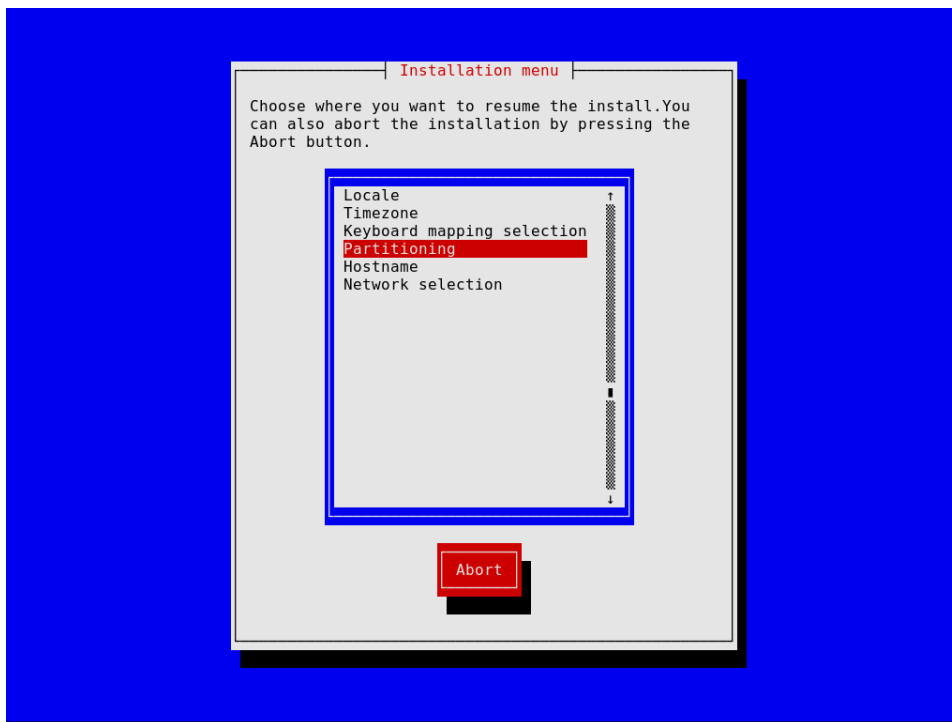 Installation menu
Choose where you want to resume the install.You
can also abort the installation by pressing the
Abort button.
Locale
Timezone
Keyboard mapping selection
Partitioning
Hostname
Network selection
Abort